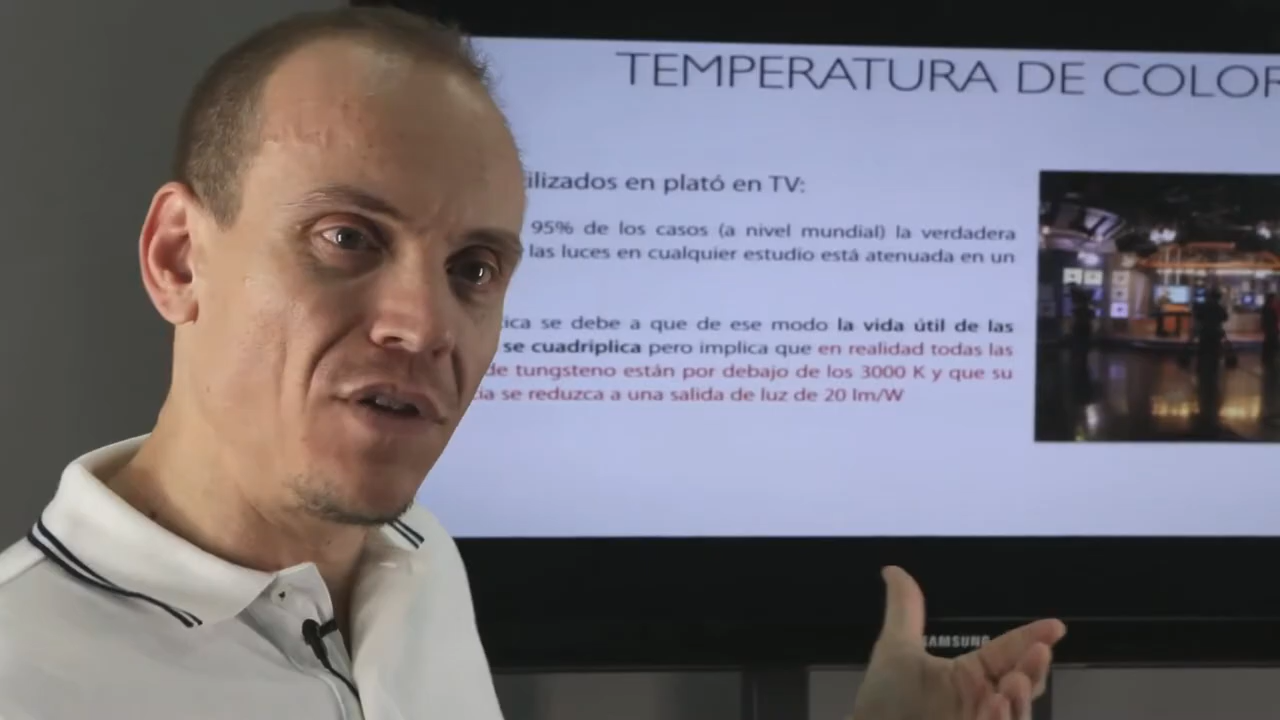 TEMPERATURA DE COLOR
ilizados en plató en TV:
95% de los casos (a nivel mundial) la verdadera
las luces en cualquier estudio está atenuada en un
ica se debe a que de ese modo la vida útil de las
se cuadriplica pero implica que en realidad todas las
de tungsteno están por debajo de los 3000 K y que su
ia se reduzca a una salida de luz de 20 lm/W
SAMSUNG